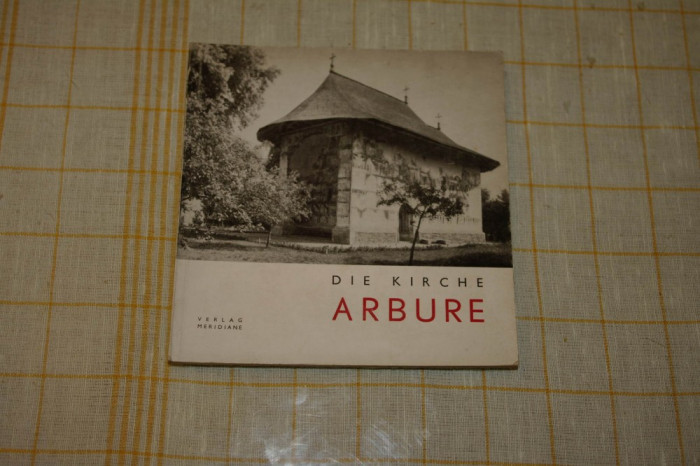 DIE KIRCHE
ARBURE
VERLAG
MERIDIANE